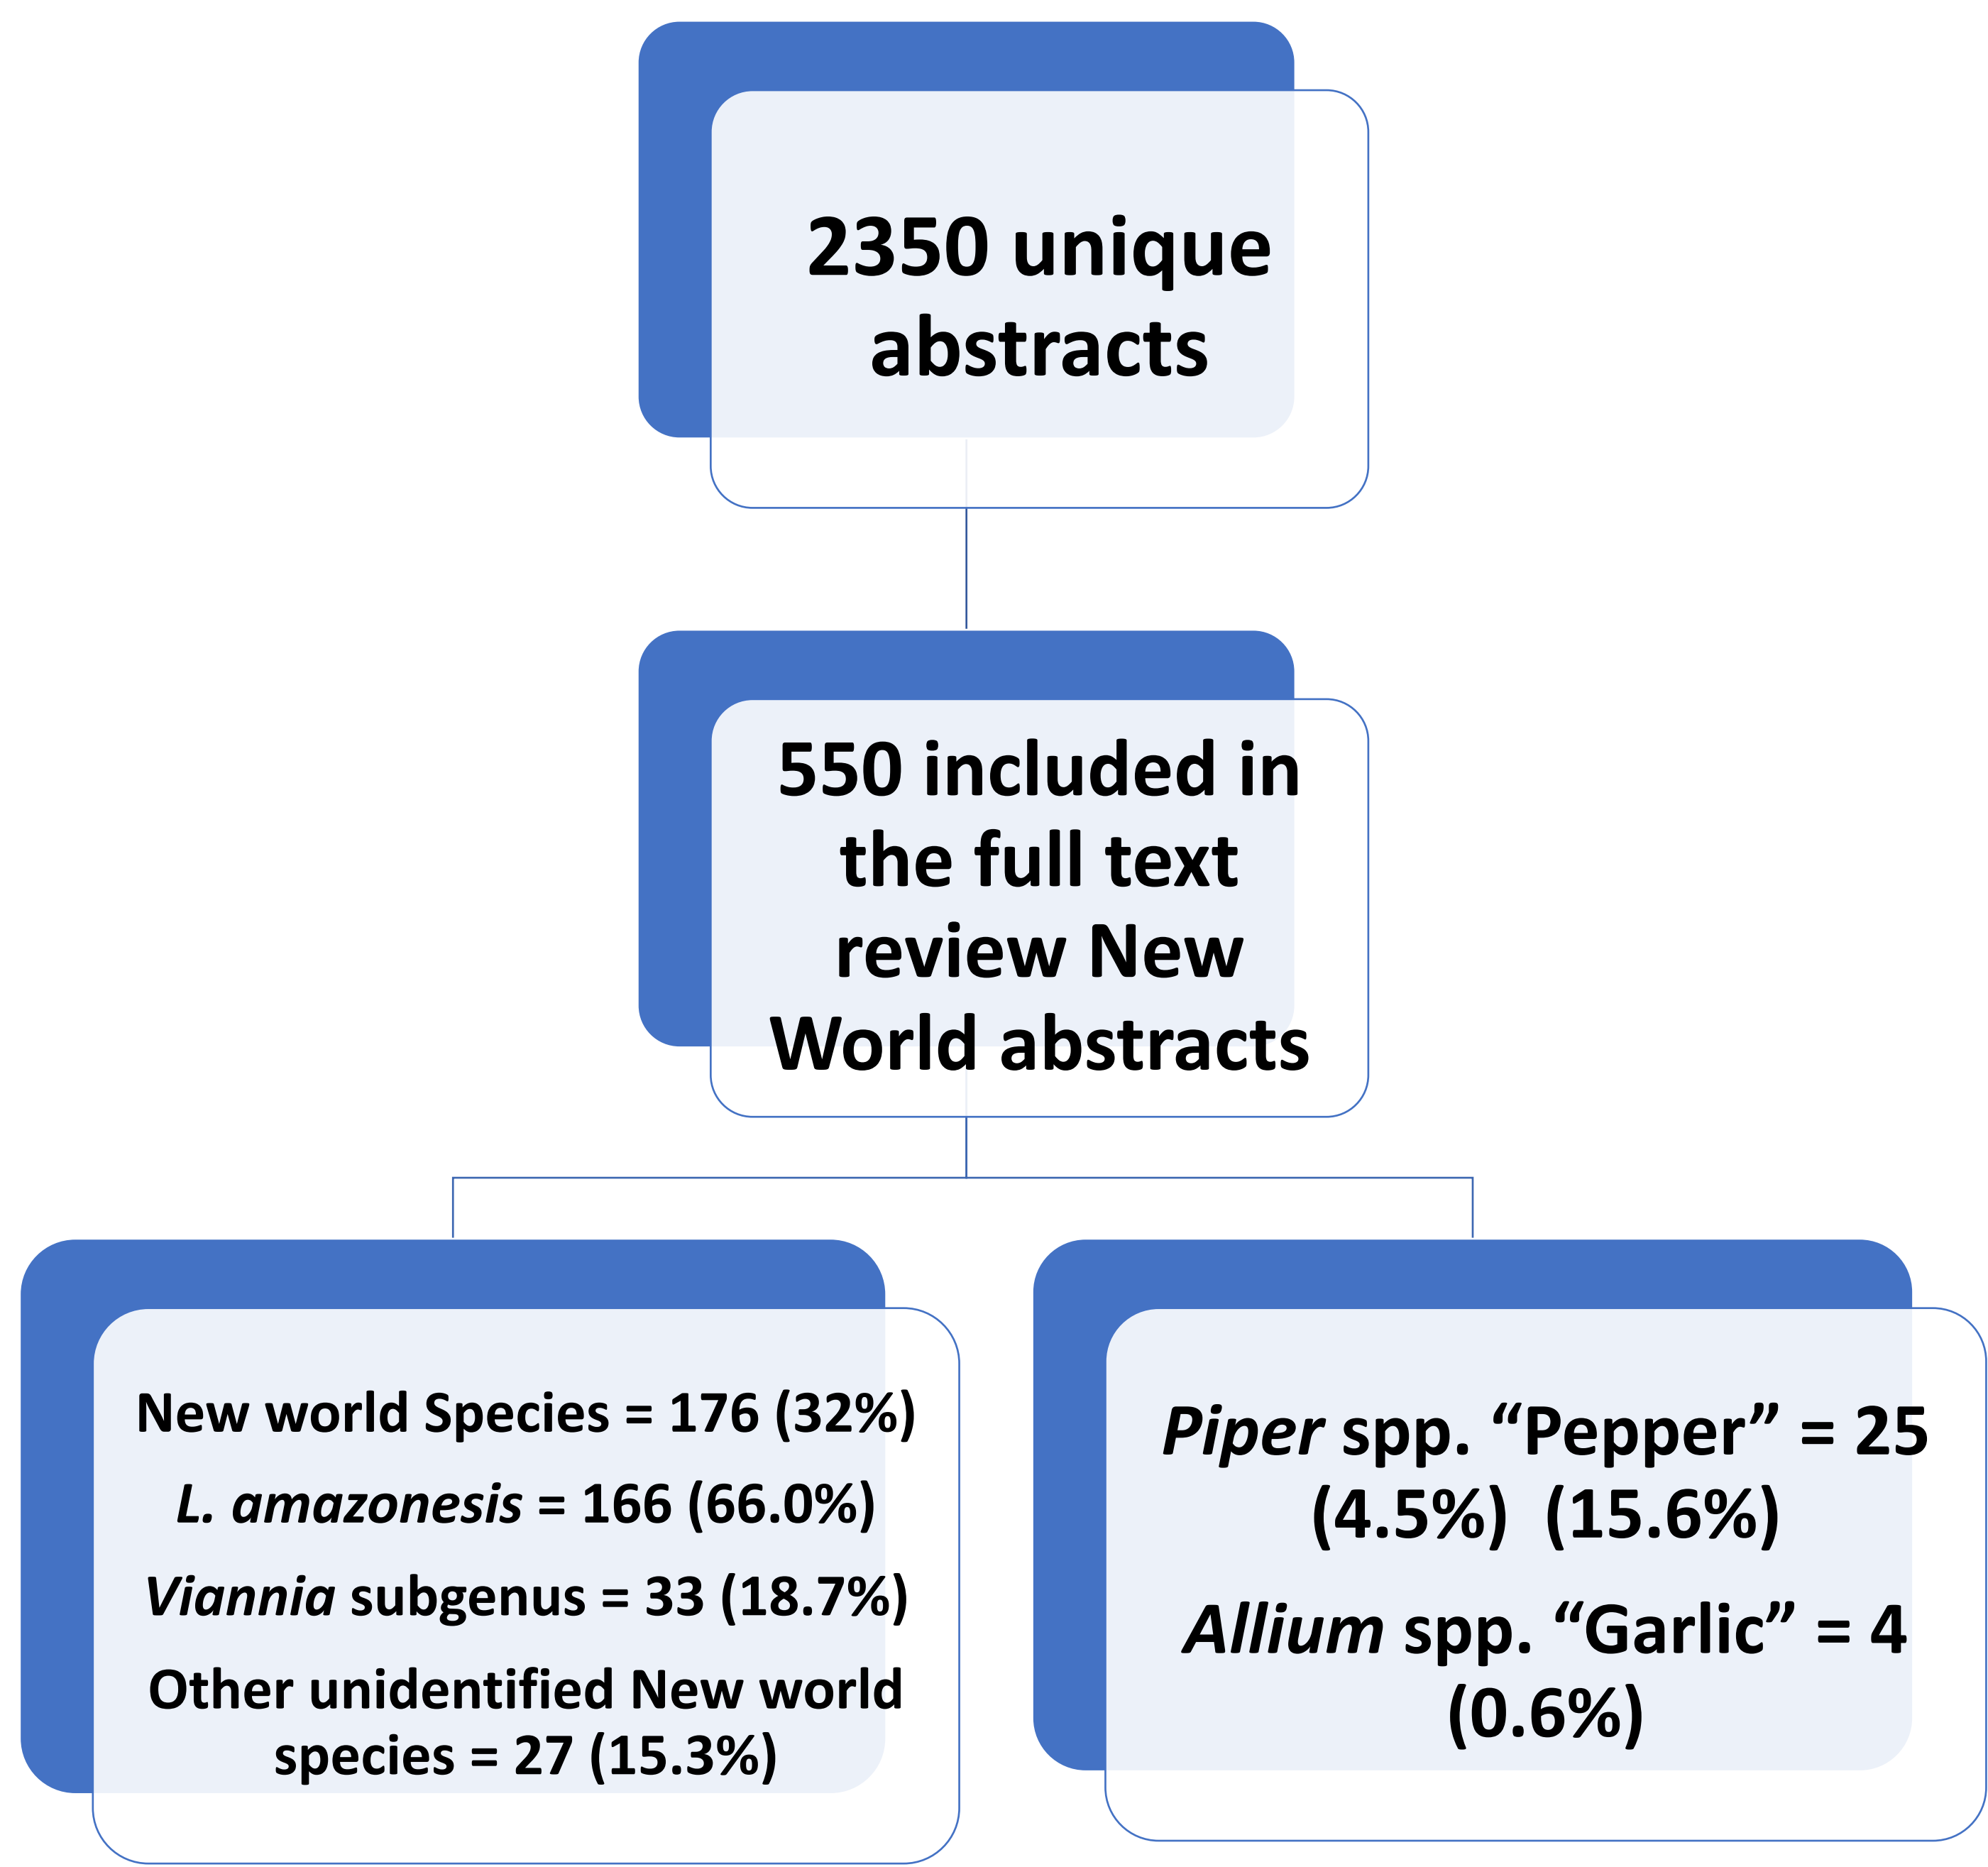 2350 unique
abstracts
550 included in
the full text
review New
World abstracts
New world Species = 176 (32%)
L. amazonesis = 166 (66.0%)
Viannia subgenus = 33 (18.7%)
Other unidentified New world
species = 27 (15.3%)
Piper spp. “Pepper” = 25
(4.5%) (15.6%)
Allium spp. “Garlic” = 4
(0.6%)